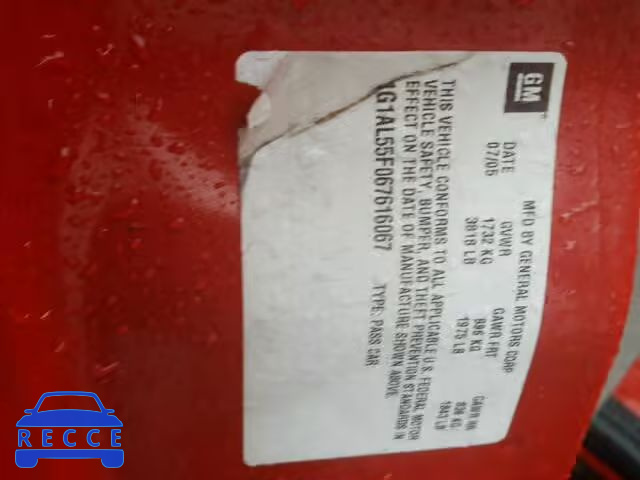 GM
MFD BY GENERAL MOTORS CORP
DATE GVWR GAWR FRT GAWR RR
07/05 1732 KG 896 KG 836 KG
3818 LB 1975 LB 1843 LB
THIS VEHICLE CONFORMS TO ALL APPLICABLE U.S. FEDERAL MOTOR
VEHICLE SAFETY, BUMPER, AND THEFT PREVENTION STANDARDS IN
EFFECT ON THE DATE OF MANUFACTURE SHOWN ABOVE.
1G1AL55F067616067 TYPE: PASS CAR
RECCE